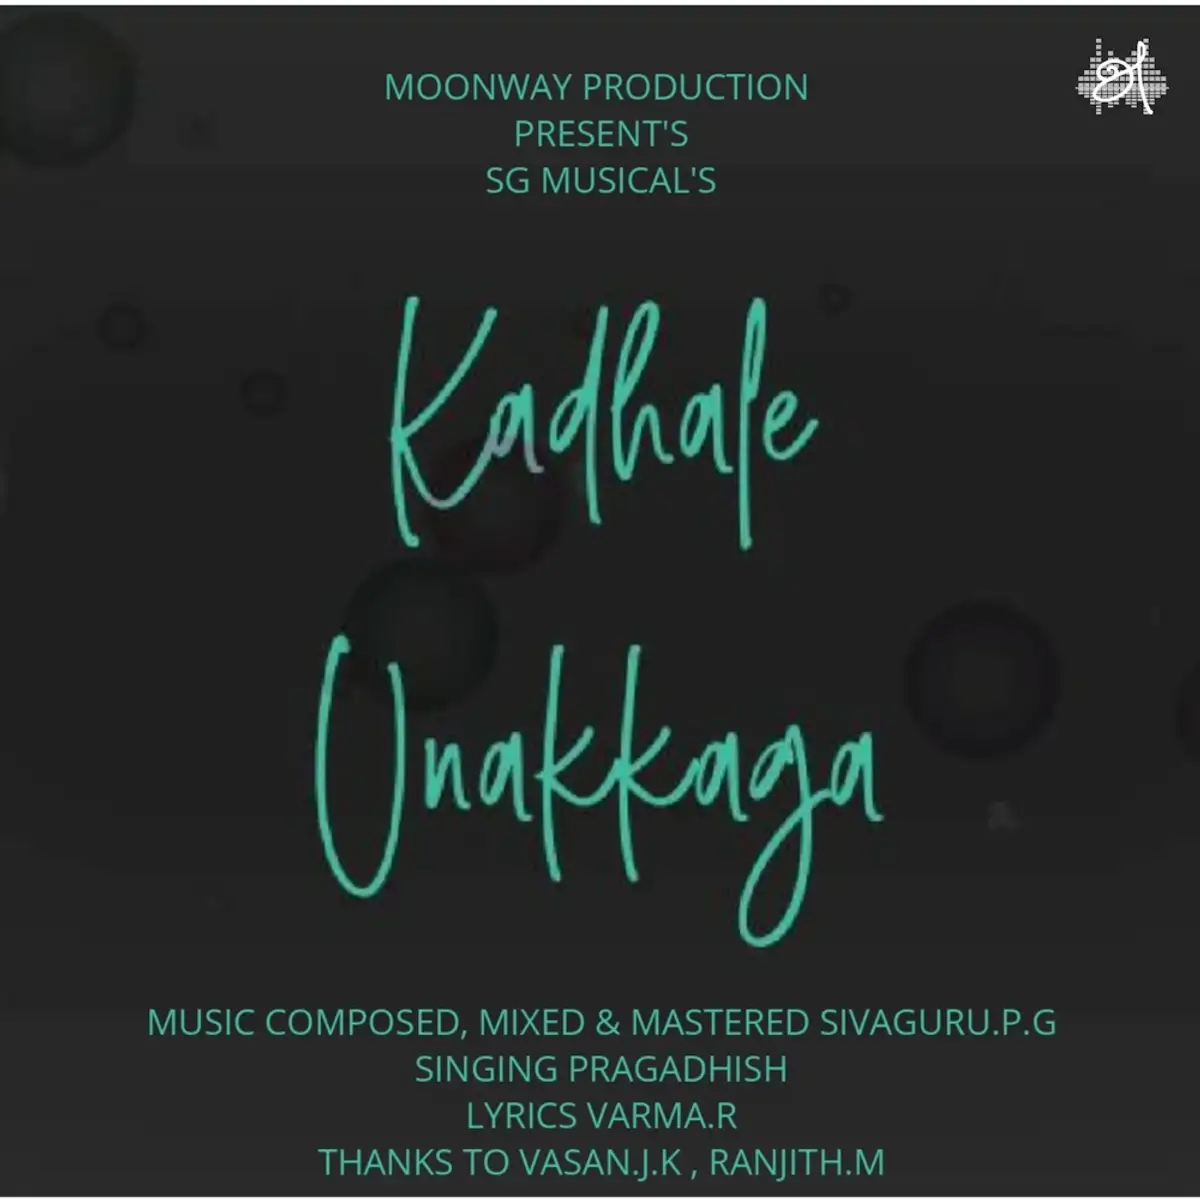 MOONWAY PRODUCTION
PRESENT'S
SG MUSICAL'S
Kadhale
Unakkaga
MUSIC COMPOSED, MIXED & MASTERED SIVAGURU.P.G
SINGING PRAGADHISH
LYRICS VARMA.R
THANKS TO VASAN.J.K , RANJITH.M